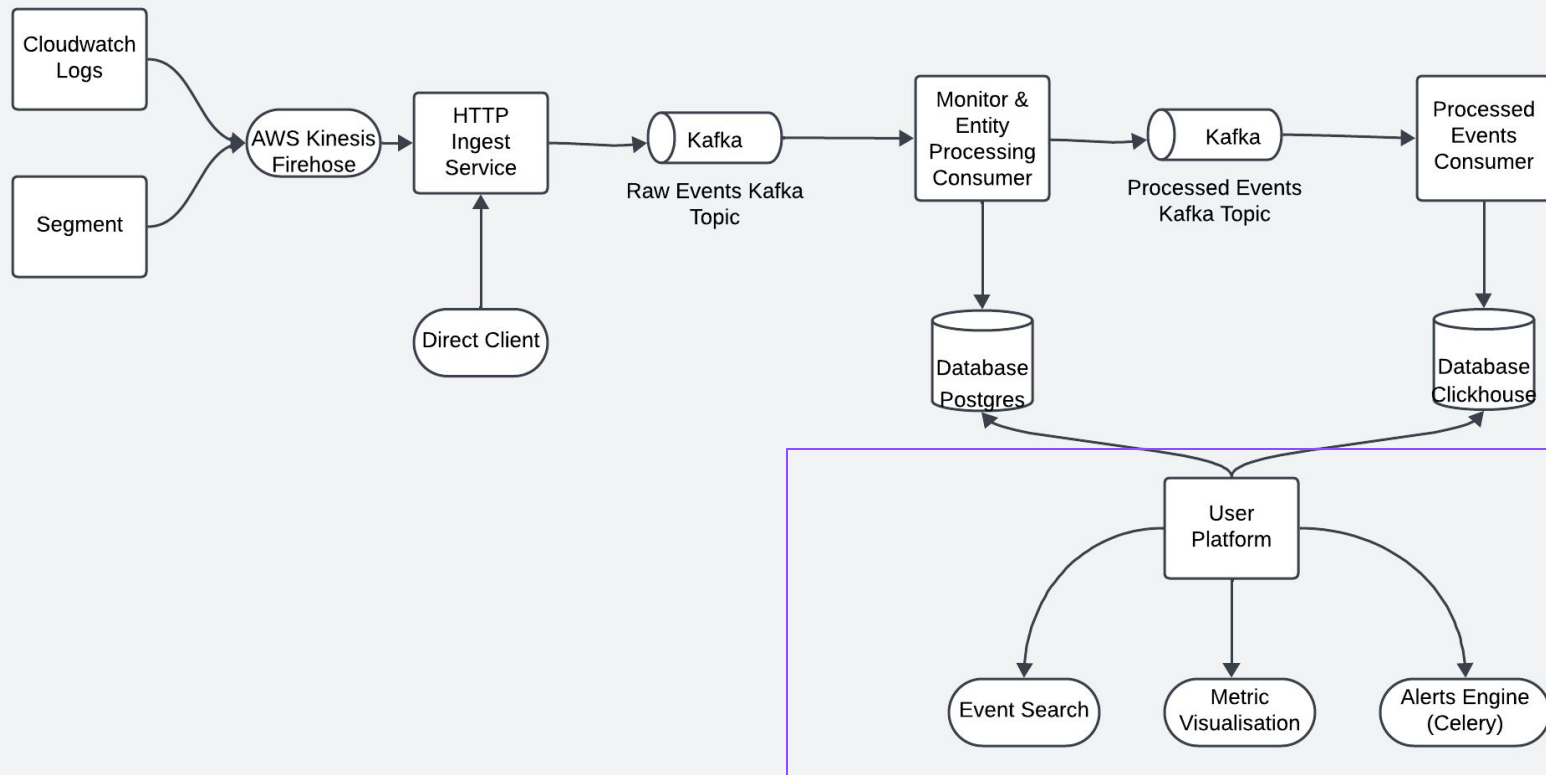 Cloudwatch
Logs
Segment
AWS Kinesis
Firehose
HTTP
Ingest
Service
Direct Client
Kafka
Raw Events Kafka
Topic
Monitor &
Entity
Processing
Consumer
Kafka
Processed Events
Kafka Topic
Processed
Events
Consumer
Database
Postgres
Database
Clickhouse
User
Platform
Event Search
Metric
Visualisation
Alerts Engine
(Celery)